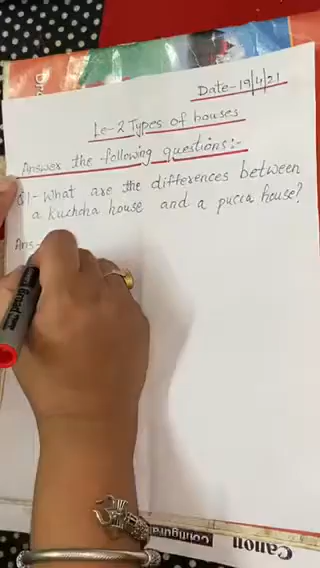 Date-19/4/21
Le-2 Types of houses
Answer the following questions:-
Q1- What are the differences between
a Kuchcha house and a pucca house?
Ans-
Canon